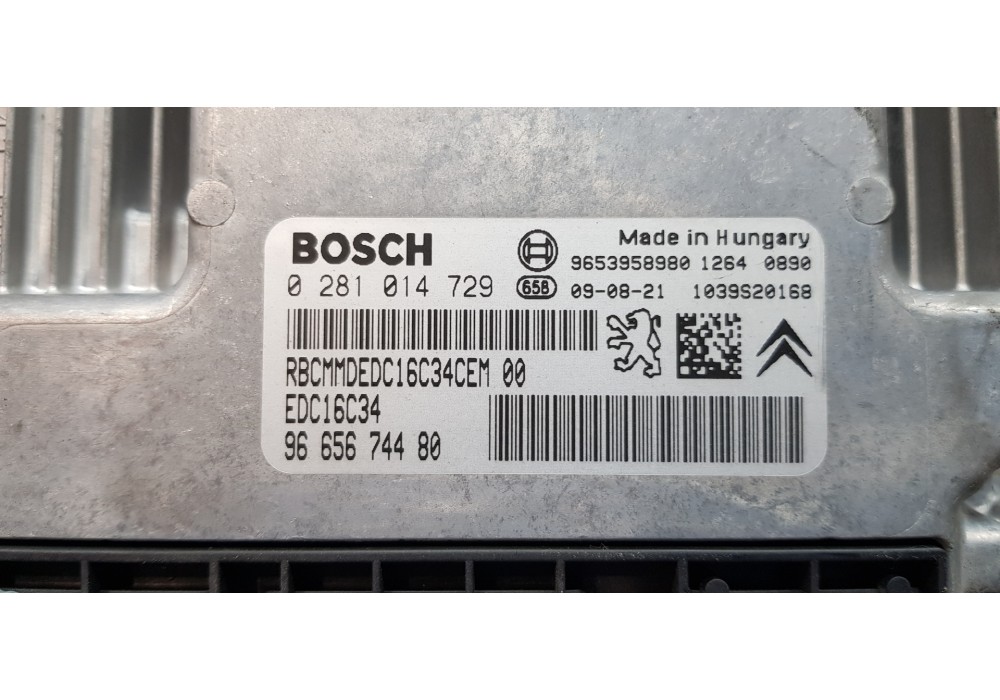 BOSCH
Made in Hungary
9653958980 1264 0890
0 281 014 729
658 09-08-21 1039S20168
RBCMMDEDC16C34CEM 00
EDC16C34
96 656 744 80